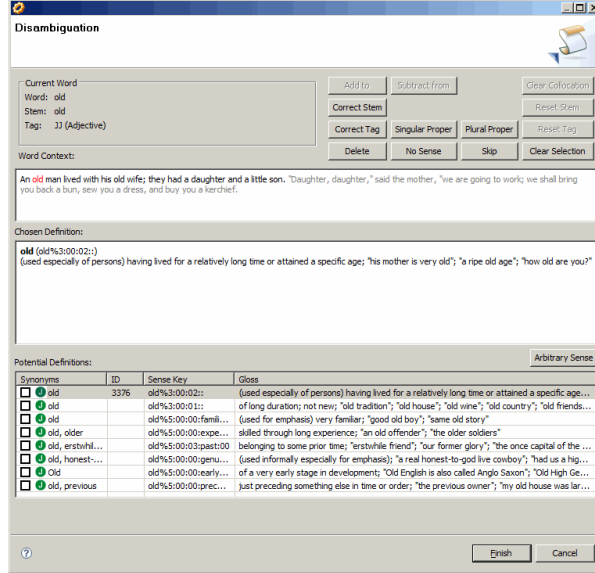 Disambiguation
Current Word
Word: old
Stem: old
Tag: JJ (Adjective)
Add to
Subtract from
Clear Collocation
Correct Stem
Reset Stem
Correct Tag
Singular Proper
Plural Proper
Reset Tag
Delete
No Sense
Skip
Clear Selection
Word Context:
An old man lived with his old wife; they had a daughter and a little son. "Daughter, daughter," said the mother, "we are going to work; we shall bring
you back a bun, sew you a dress, and buy you a kerchief.
Chosen Definition:
old (old%3:00:02::)
(used especially of persons) having lived for a relatively long time or attained a specific age; "his mother is very old"; "a ripe old age"; "how old are you?"
Arbitrary Sense
Potential Definitions:
Synonyms ID Sense Key Gloss
J old 3376 old%3:00:02:: (used especially of persons) having lived for a relatively long time or attained a specific age...
J old old%3:00:01:: of long duration; not new; "old tradition"; "old house"; "old wine"; "old country"; "old friends...
J old old%5:00:00:famili... (used for emphasis) very familiar; "good old boy"; "same old story"
J old, older old%5:00:00:expe... skilled through long experience; "an old offender"; "the older soldiers"
J old, erstwhil... old%5:00:03:past:00 belonging to some prior time; "erstwhile friend"; "our former glory"; "the once capital of the ...
J old, honest-... old%5:00:00:genu... (used informally especially for emphasis); "a real honest-to-god live cowboy"; "had us a hig...
J Old old%5:00:00:early... of a very early stage in development; "Old English is also called Anglo Saxon"; "Old High Ge...
J old, previous old%5:00:00:prec... just preceding something else in time or order; "the previous owner"; "my old house was lar...
?
Finish
Cancel